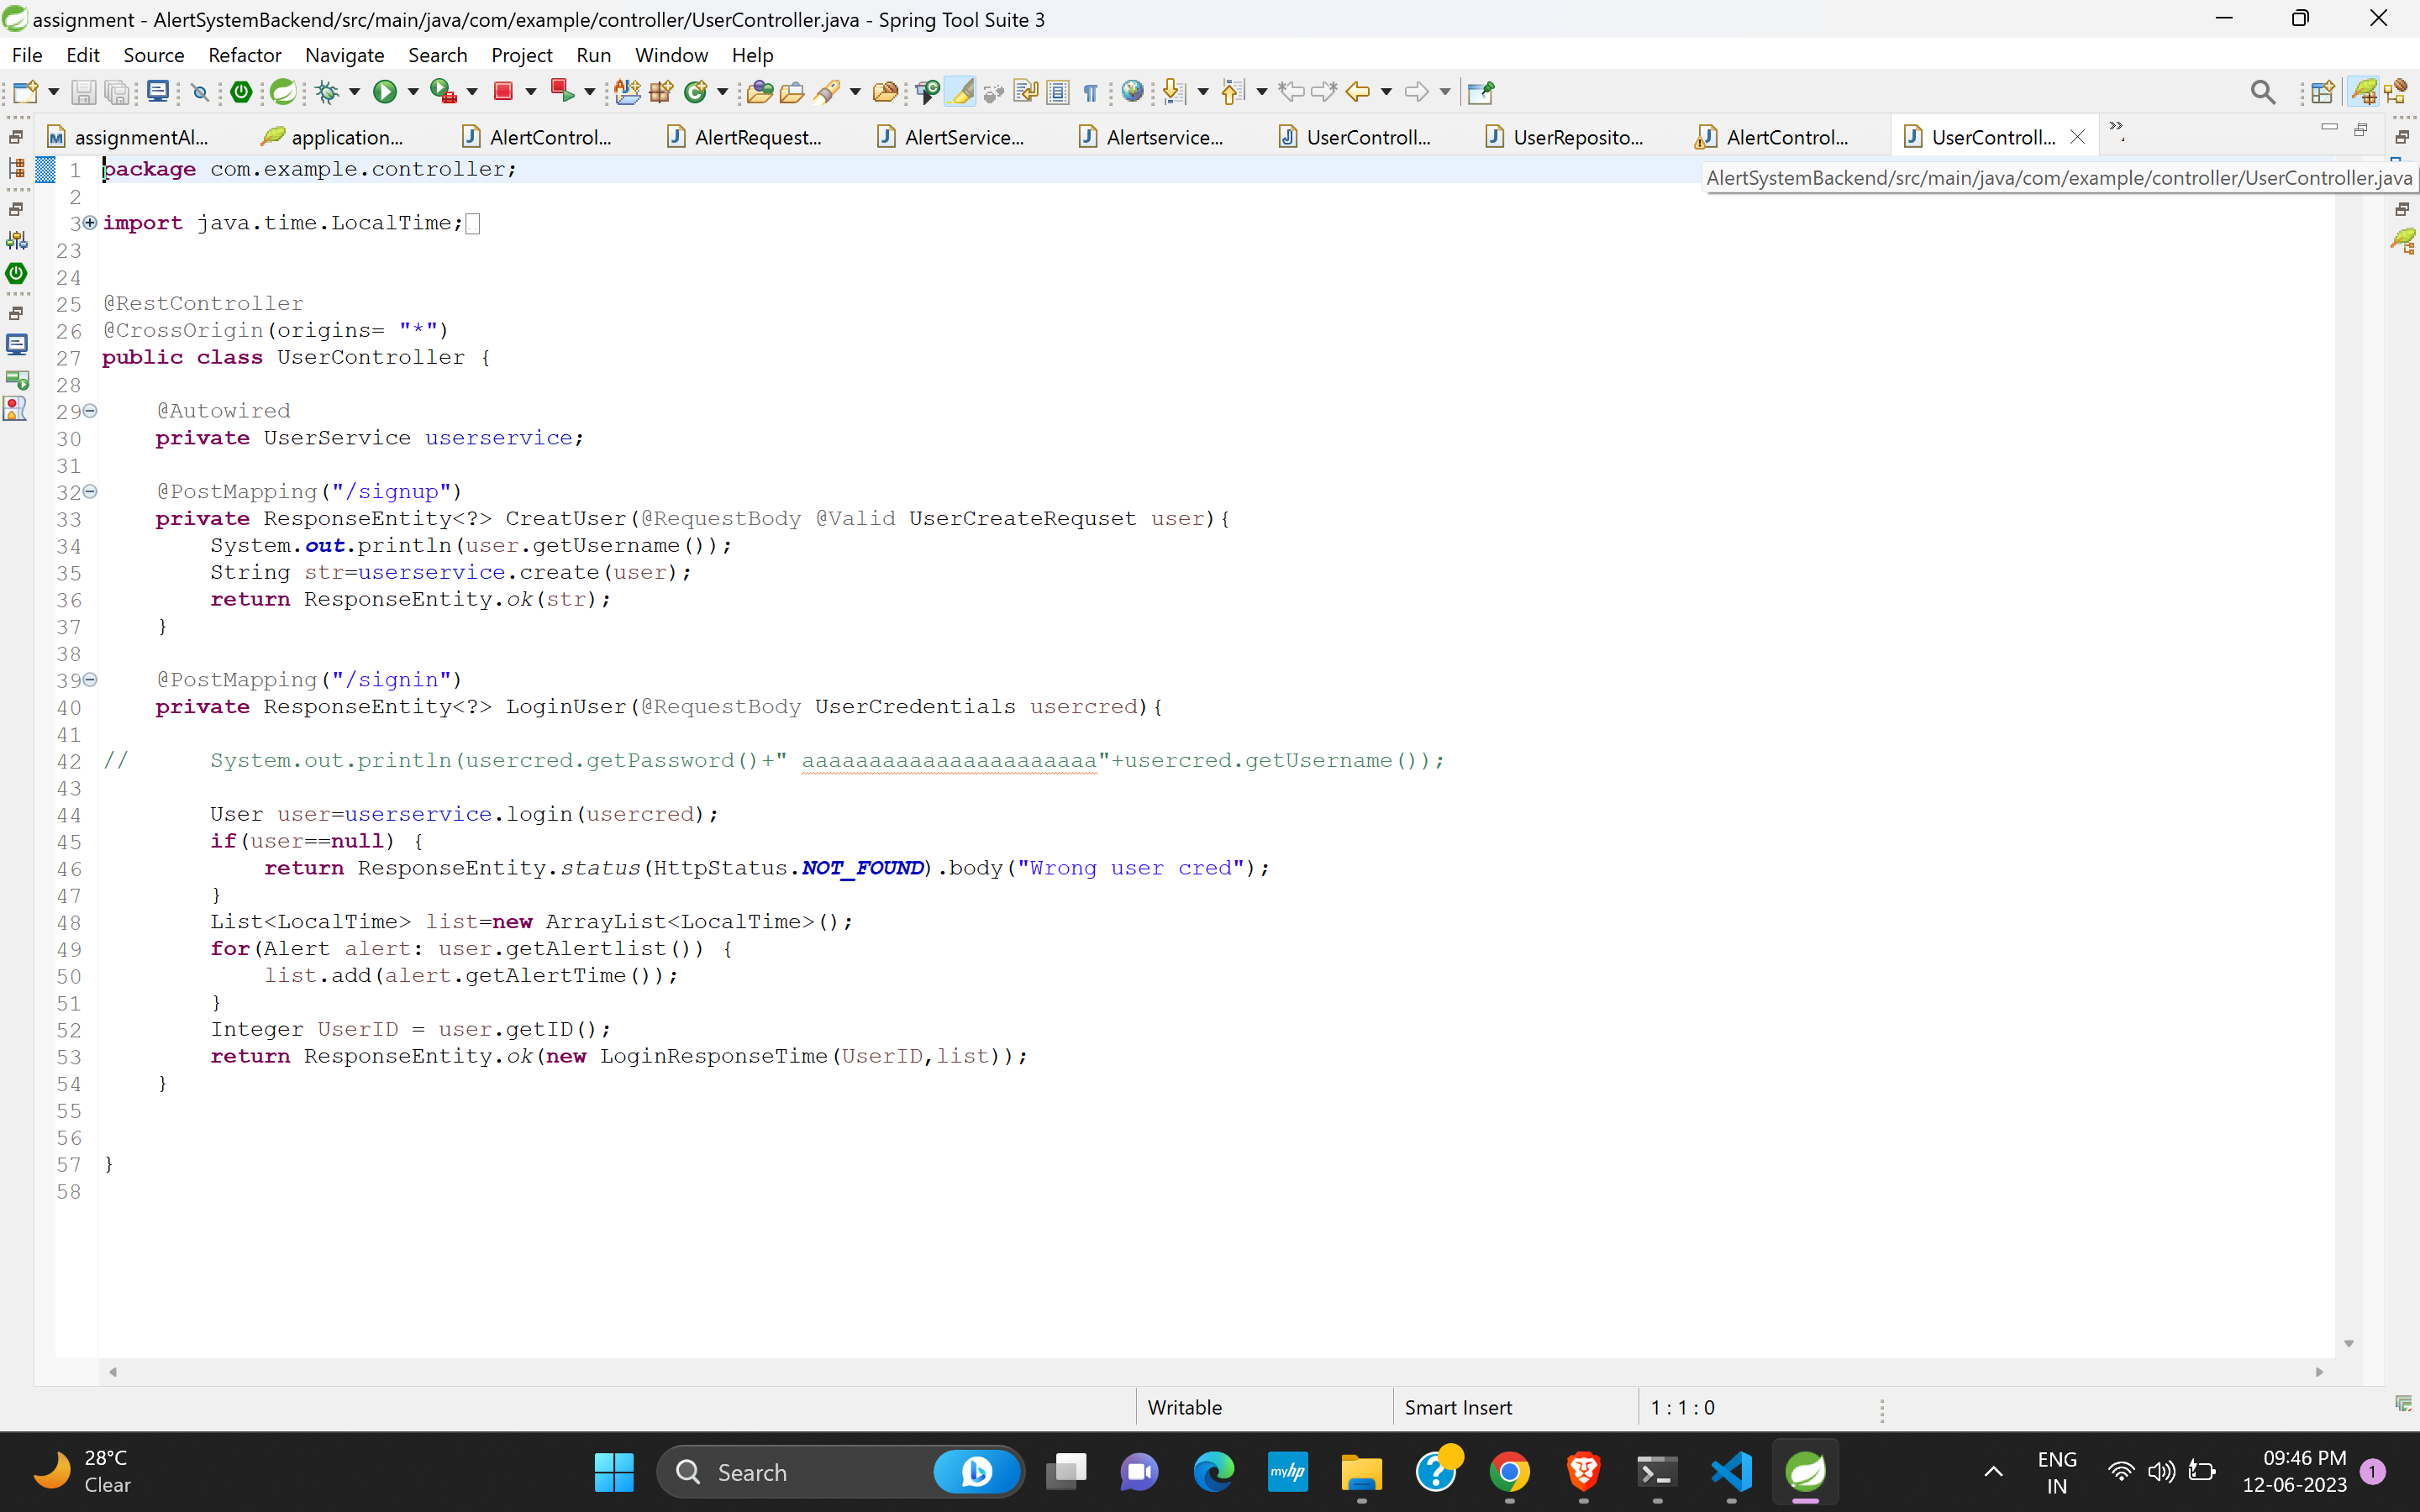 assignment - AlertSystemBackend/src/main/java/com/example/controller/UserController.java - Spring Tool Suite 3
File Edit Source Refactor Navigate Search Project Run Window Help
assignmentAl... application... AlertControl... AlertRequest... AlertService... Alertservice... UserControll... UserReposito... AlertControl... UserControll...
AlertSystemBackend/src/main/java/com/example/controller/UserController.java
1 package com.example.controller;
2
3 import java.time.LocalTime;
23
24
25 @RestController
26 @CrossOrigin(origins= "*")
27 public class UserController {
28
29 @Autowired
30 private UserService userservice;
31
32 @PostMapping("/signup")
33 private ResponseEntity<?> CreatUser(@RequestBody @Valid UserCreateRequset user){
34 System.out.println(user.getUsername());
35 String str=userservice.create(user);
36 return ResponseEntity.ok(str);
37 }
38
39 @PostMapping("/signin")
40 private ResponseEntity<?> LoginUser(@RequestBody UserCredentials usercred){
41
42 // System.out.println(usercred.getPassword()+" aaaaaaaaaaaaaaaaaaaaaa"+usercred.getUsername());
43
44 User user=userservice.login(usercred);
45 if(user==null) {
46 return ResponseEntity.status(HttpStatus.NOT_FOUND).body("Wrong user cred");
47 }
48 List<LocalTime> list=new ArrayList<LocalTime>();
49 for(Alert alert: user.getAlertlist()) {
50 list.add(alert.getAlertTime());
51 }
52 Integer UserID = user.getID();
53 return ResponseEntity.ok(new LoginResponseTime(UserID,list));
54 }
55
56
57 }
58
Writable Smart Insert 1 : 1 : 0
28°C
Clear
Search
myhp
ENG
IN
09:46 PM
12-06-2023
1